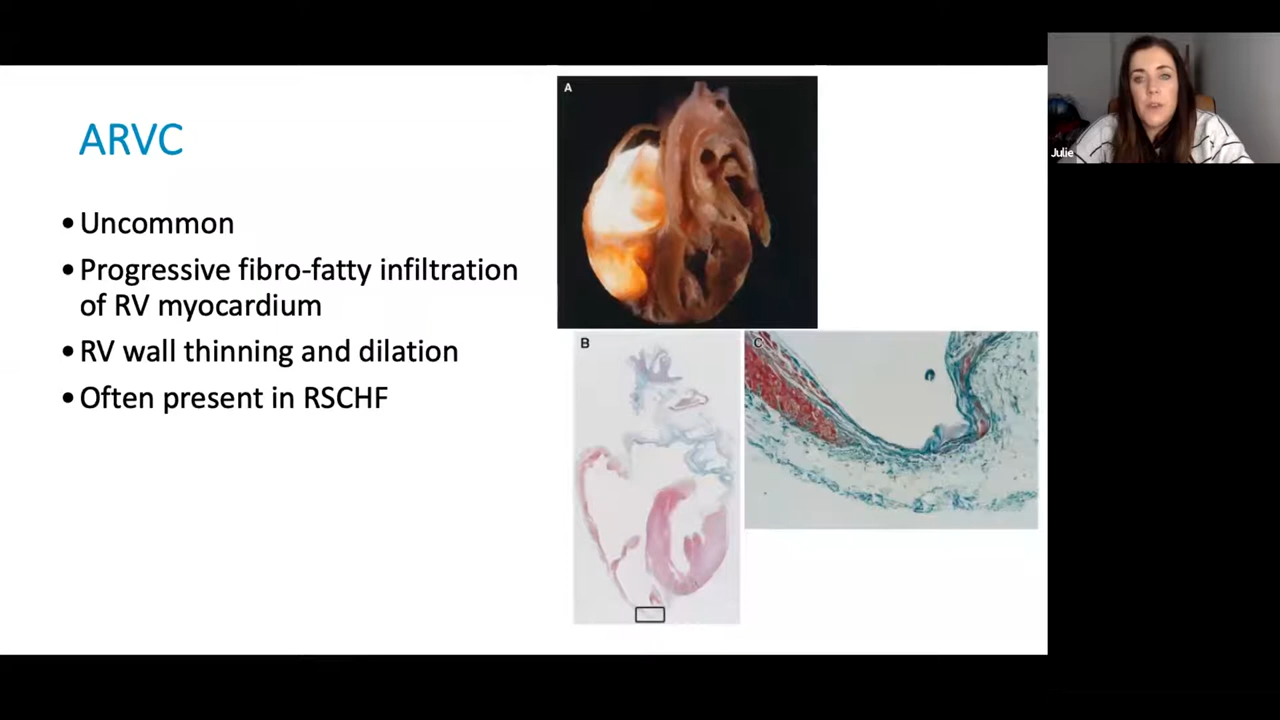 ARVC
•Uncommon
•Progressive fibro-fatty infiltration
of RV myocardium
•RV wall thinning and dilation
•Often present in RSCHF
A
B
C
Julie